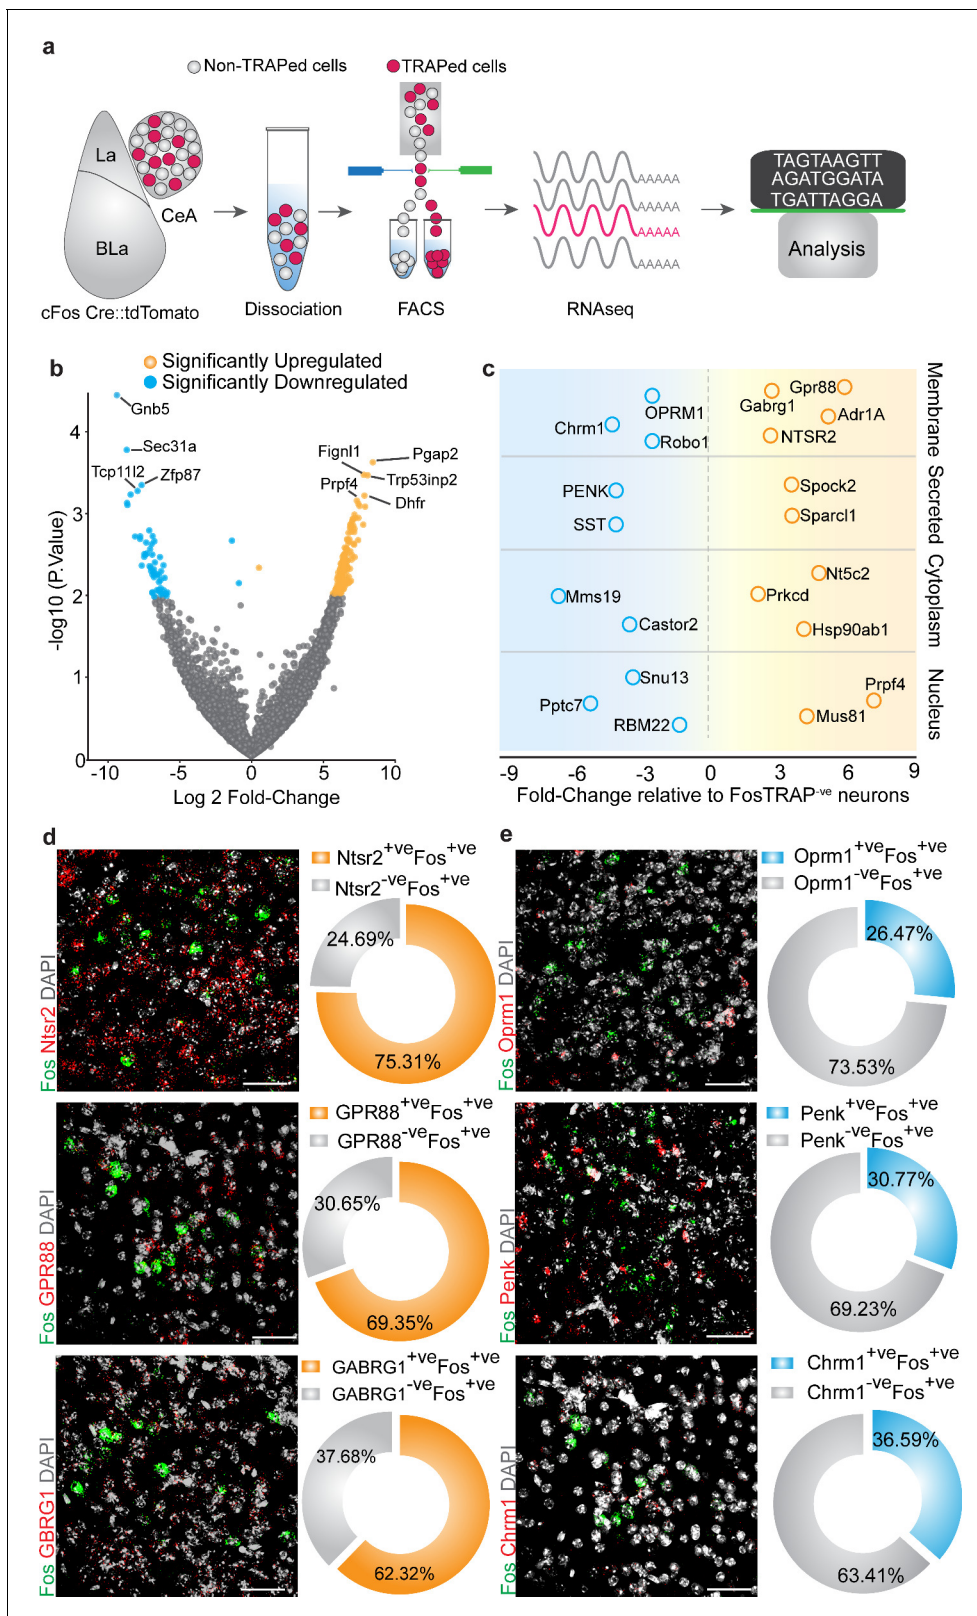 a
Non-TRAPed cells
TRAPed cells
La
CeA
BLa
cFos Cre::tdTomato
Dissociation
FACS
AAAAA
AAAAA
AAAAA
AAAAA
RNAseq
TAGTAAGTT
AGATGGATA
TGATTAGGA
Analysis
b
Significantly Upregulated
Significantly Downregulated
Gnb5
Sec31a
Tcp11l2
Zfp87
Fignl1
Pgap2
Trp53inp2
Prpf4
Dhfr
-log10 (P.Value)
4
3
2
1
0
-10
-5
0
5
10
Log 2 Fold-Change
c
Chrm1
OPRM1
Robo1
Gpr88
Gabrg1
Adr1A
NTSR2
Membrane
PENK
SST
Spock2
Sparcl1
Secreted
Mms19
Castor2
Nt5c2
Prkcd
Hsp90ab1
Cytoplasm
Snu13
Pptc7
RBM22
Prpf4
Mus81
Nucleus
-9
-6
-3
0
3
6
9
Fold-Change relative to FosTRAP-ve neurons
d
Fos Ntsr2 DAPI
Ntsr2+veFos+ve
Ntsr2-veFos+ve
24.69%
75.31%
Fos GPR88 DAPI
GPR88+veFos+ve
GPR88-veFos+ve
30.65%
69.35%
Fos GBRG1 DAPI
GABRG1+veFos+ve
GABRG1-veFos+ve
37.68%
62.32%
e
Fos Oprm1 DAPI
Oprm1+veFos+ve
Oprm1-veFos+ve
26.47%
73.53%
Fos Penk DAPI
Penk+veFos+ve
Penk-veFos+ve
30.77%
69.23%
Fos Chrm1 DAPI
Chrm1+veFos+ve
Chrm1-veFos+ve
36.59%
63.41%